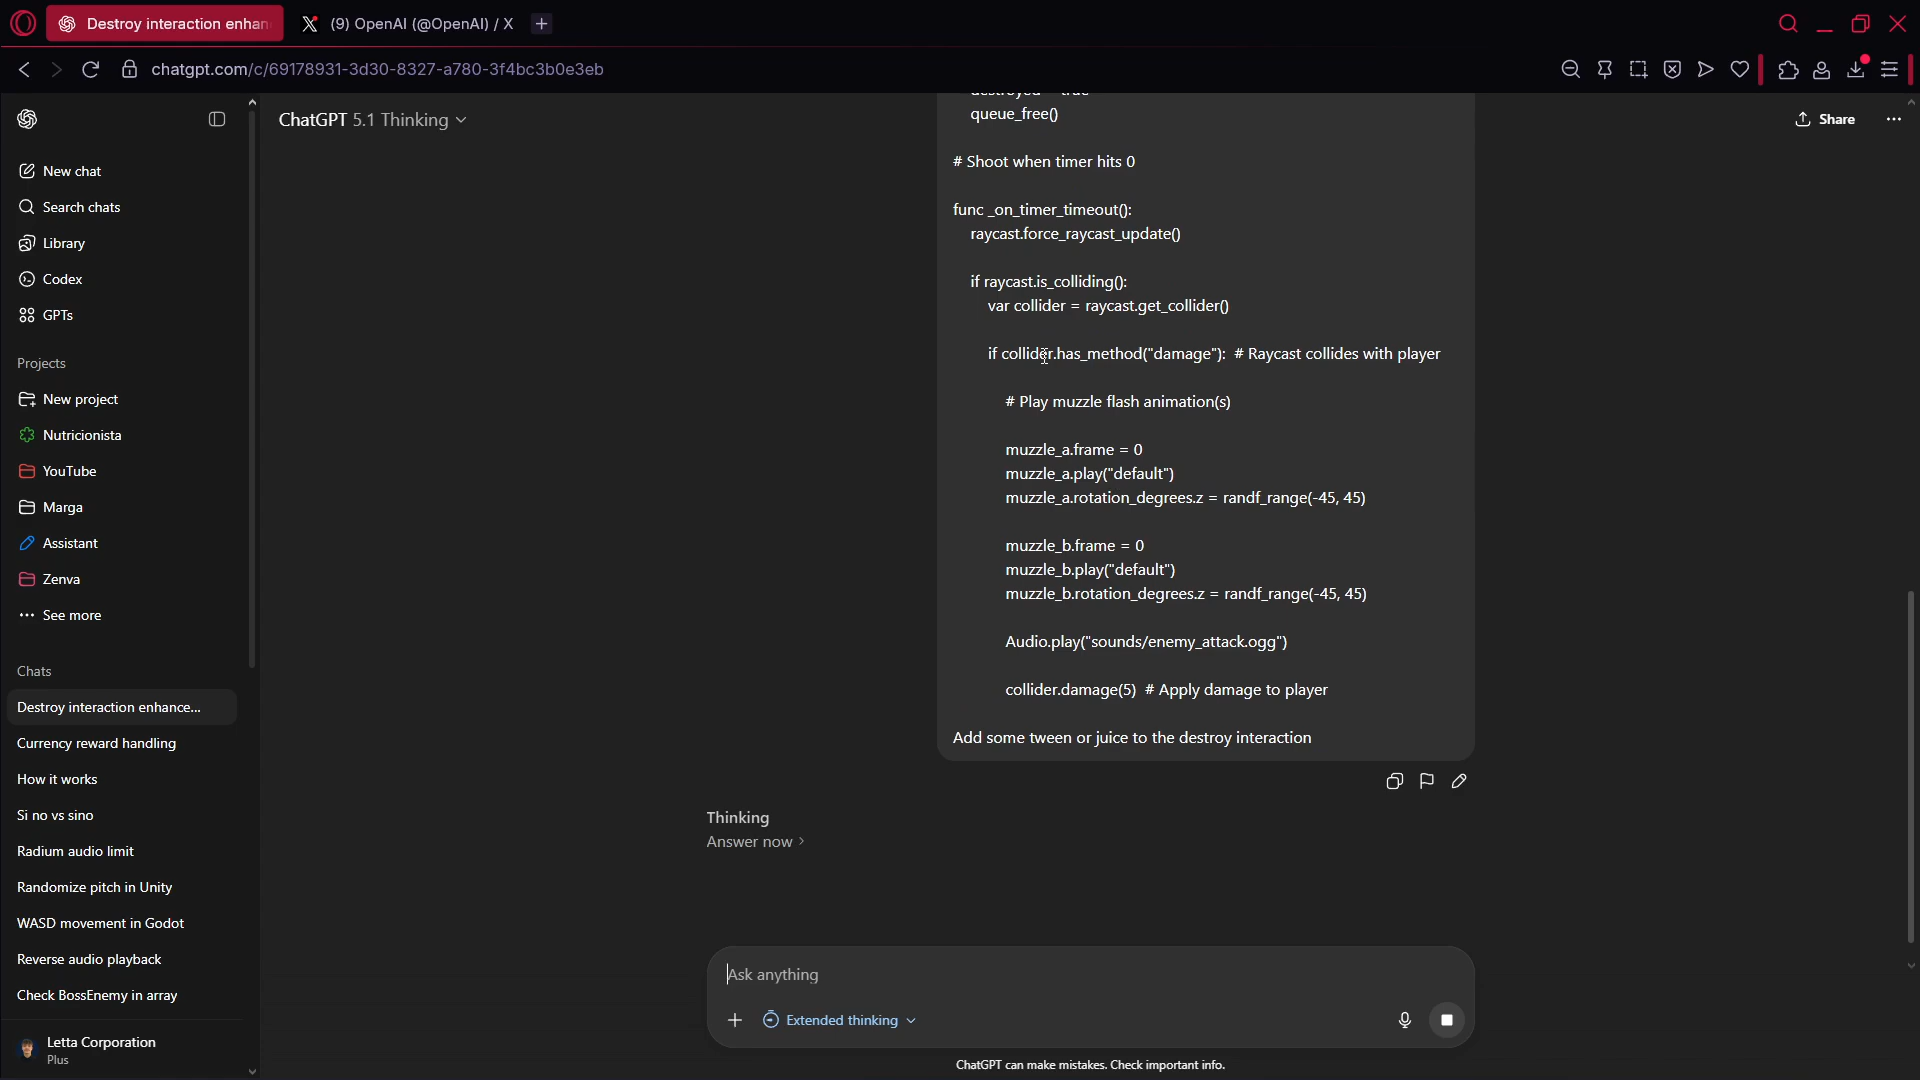 Destroy interaction enhan
(9) OpenAI (@OpenAI) / X
chatgpt.com/c/69178931-3d30-8327-a780-3f4bc3b0e3eb
ChatGPT 5.1 Thinking
Share
New chat
Search chats
Library
Codex
GPTs
Projects
New project
Nutricionista
YouTube
Marga
Assistant
Zenva
See more
Chats
Destroy interaction enhance...
Currency reward handling
How it works
Si no vs sino
Radium audio limit
Randomize pitch in Unity
WASD movement in Godot
Reverse audio playback
Check BossEnemy in array
Letta Corporation
Plus
queue_free()
# Shoot when timer hits 0
func _on_timer_timeout():
raycast.force_raycast_update()
if raycast.is_colliding():
var collider = raycast.get_collider()
if collider.has_method("damage"): # Raycast collides with player
# Play muzzle flash animation(s)
muzzle_a.frame = 0
muzzle_a.play("default")
muzzle_a.rotation_degrees.z = randf_range(-45, 45)
muzzle_b.frame = 0
muzzle_b.play("default")
muzzle_b.rotation_degrees.z = randf_range(-45, 45)
Audio.play("sounds/enemy_attack.ogg")
collider.damage(5) # Apply damage to player
Add some tween or juice to the destroy interaction
Thinking
Answer now >
Ask anything
Extended thinking
ChatGPT can make mistakes. Check important info.